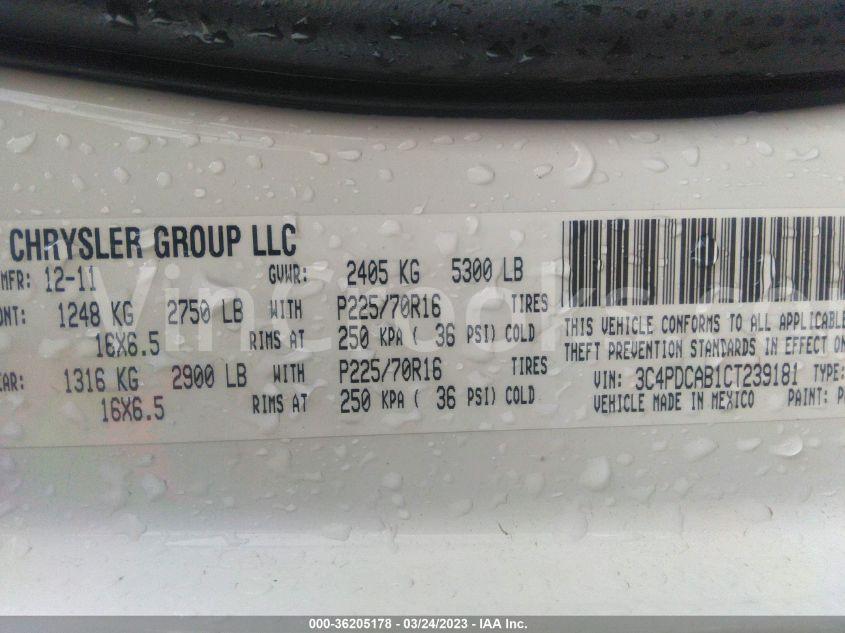 CHRYSLER GROUP LLC
MFR: 12-11 GVWR: 2405 KG 5300 LB
ONT: 1248 KG 2750 LB WITH P225/70R16 TIRES
16X6.5 RIMS AT 250 KPA ( 36 PSI) COLD
EAR: 1316 KG 2900 LB WITH P225/70R16 TIRES
16X6.5 RIMS AT 250 KPA ( 36 PSI) COLD
THIS VEHICLE CONFORMS TO ALL APPLICABLE
THEFT PREVENTION STANDARDS IN EFFECT ON
VIN: 3C4PDCAB1CT239181 TYPE:
VEHICLE MADE IN MEXICO PAINT: P
000-36205178 - 03/24/2023 - IAA Inc.